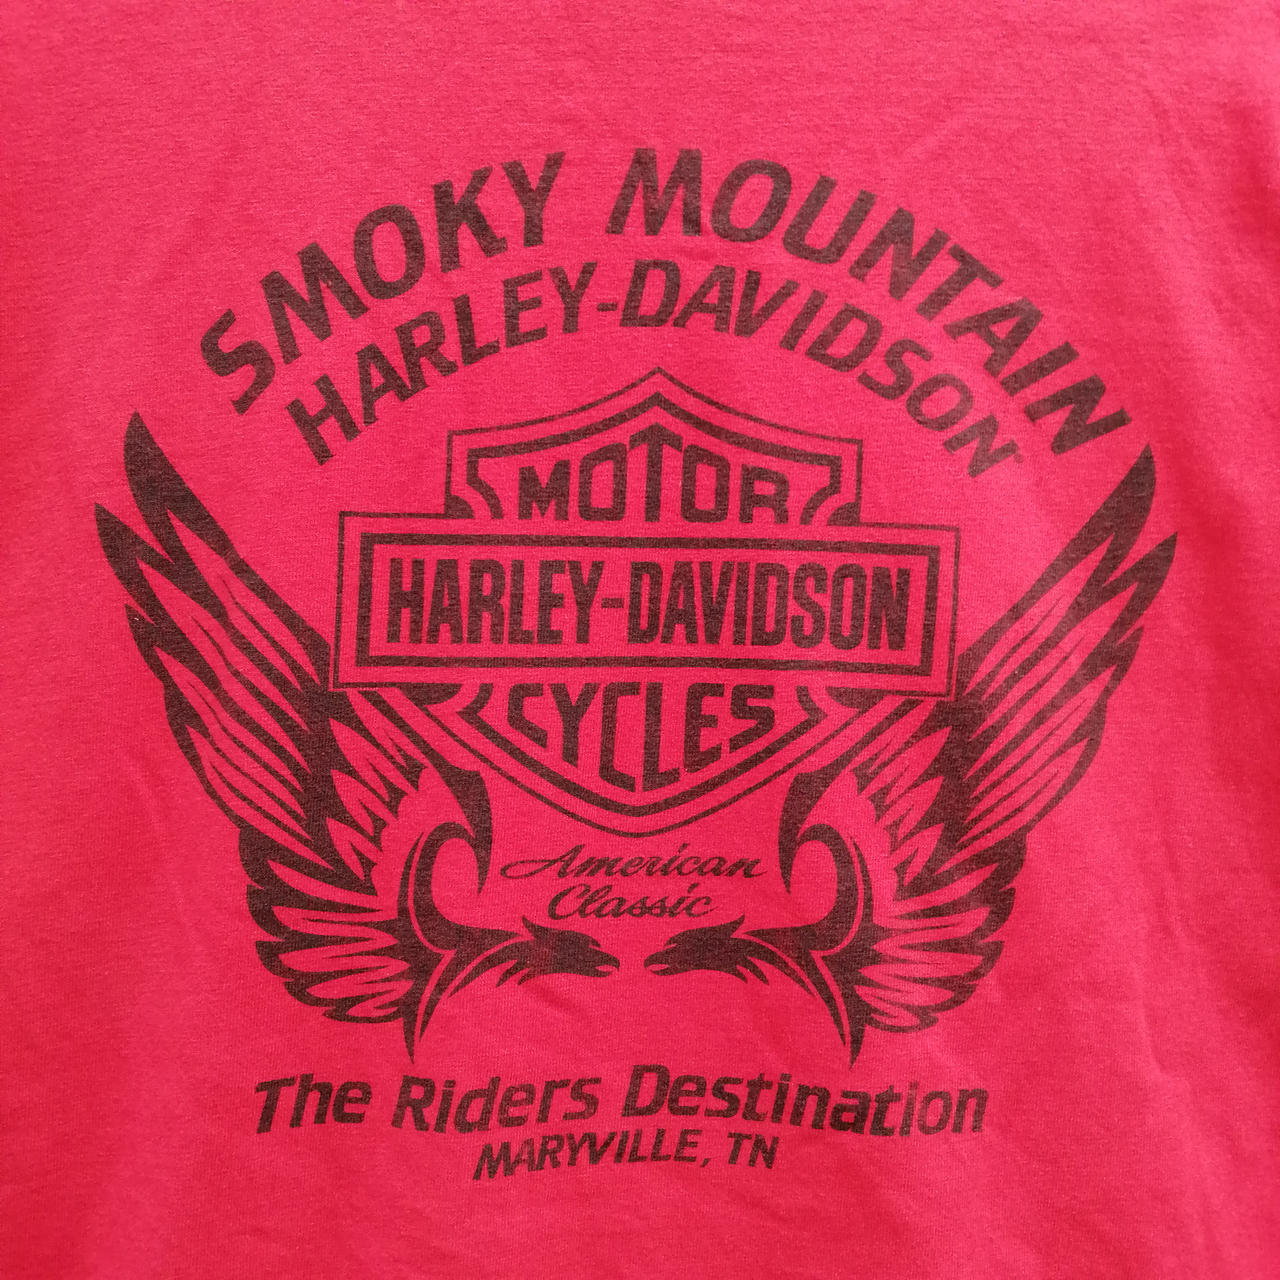 SMOKY MOUNTAIN
HARLEY-DAVIDSON
MOTOR
HARLEY-DAVIDSON
CYCLES
American
Classic
The Riders Destination
MARYVILLE, TN